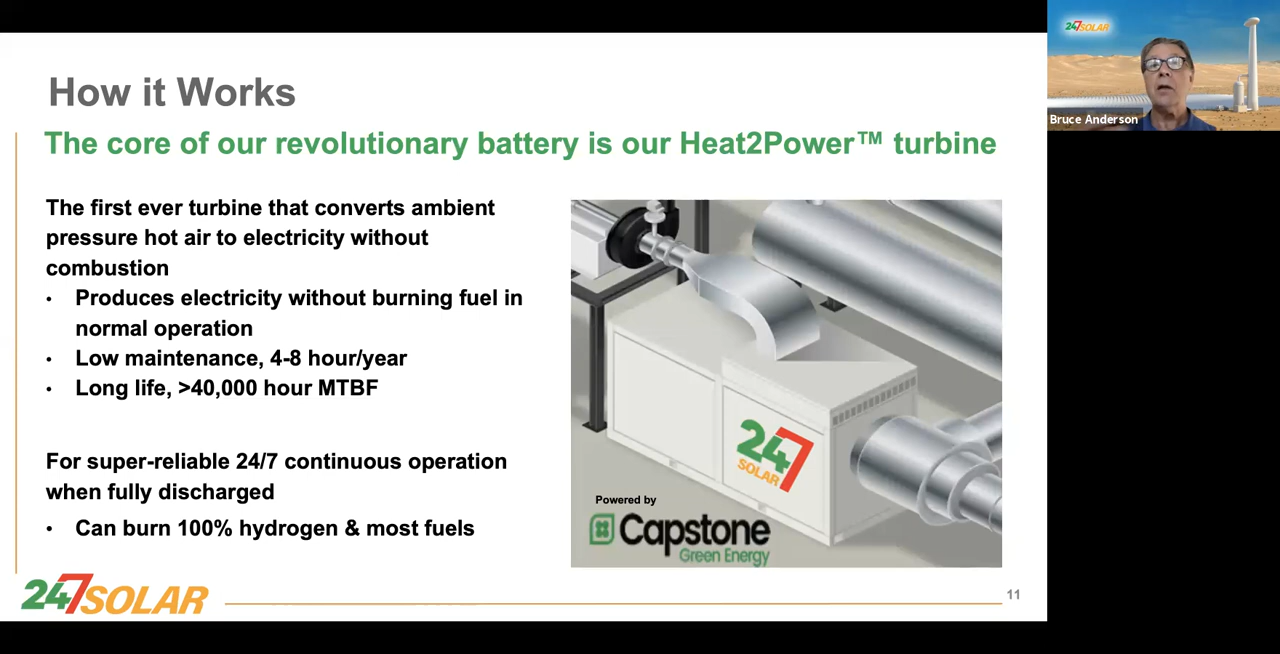 How it Works
The core of our revolutionary battery is our Heat2Power™ turbine
The first ever turbine that converts ambient
pressure hot air to electricity without
combustion
• Produces electricity without burning fuel in
normal operation
• Low maintenance, 4-8 hour/year
• Long life, >40,000 hour MTBF
For super-reliable 24/7 continuous operation
when fully discharged
• Can burn 100% hydrogen & most fuels
247
SOLAR
Powered by
Capstone
Green Energy
247SOLAR
11
247SOLAR
Bruce Anderson